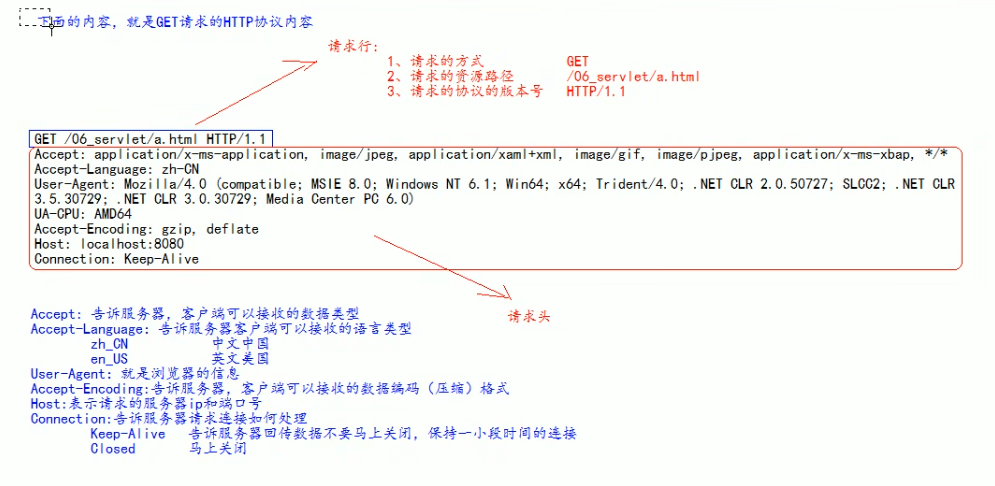 下面的内容，就是GET请求的HTTP协议内容
请求行：
1、请求的方式 GET
2、请求的资源路径 /06_servlet/a.html
3、请求的协议的版本号 HTTP/1.1
GET /06_servlet/a.html HTTP/1.1
Accept: application/x-ms-application, image/jpeg, application/xaml+xml, image/gif, image/pjpeg, application/x-ms-xbap, */*
Accept-Language: zh-CN
User-Agent: Mozilla/4.0 (compatible; MSIE 8.0; Windows NT 6.1; Win64; x64; Trident/4.0; .NET CLR 2.0.50727; SLCC2; .NET CLR
3.5.30729; .NET CLR 3.0.30729; Media Center PC 6.0)
UA-CPU: AMD64
Accept-Encoding: gzip, deflate
Host: localhost:8080
Connection: Keep-Alive
请求头
Accept: 告诉服务器，客户端可以接收的数据类型
Accept-Language: 告诉服务器客户端可以接收的语言类型
zh_CN 中文中国
en_US 英文美国
User-Agent: 就是浏览器的信息
Accept-Encoding:告诉服务器，客户端可以接收的数据编码（压缩）格式
Host:表示请求的服务器ip和端口号
Connection:告诉服务器请求连接如何处理
Keep-Alive 告诉服务器回传数据不要马上关闭，保持一小段时间的连接
Closed 马上关闭